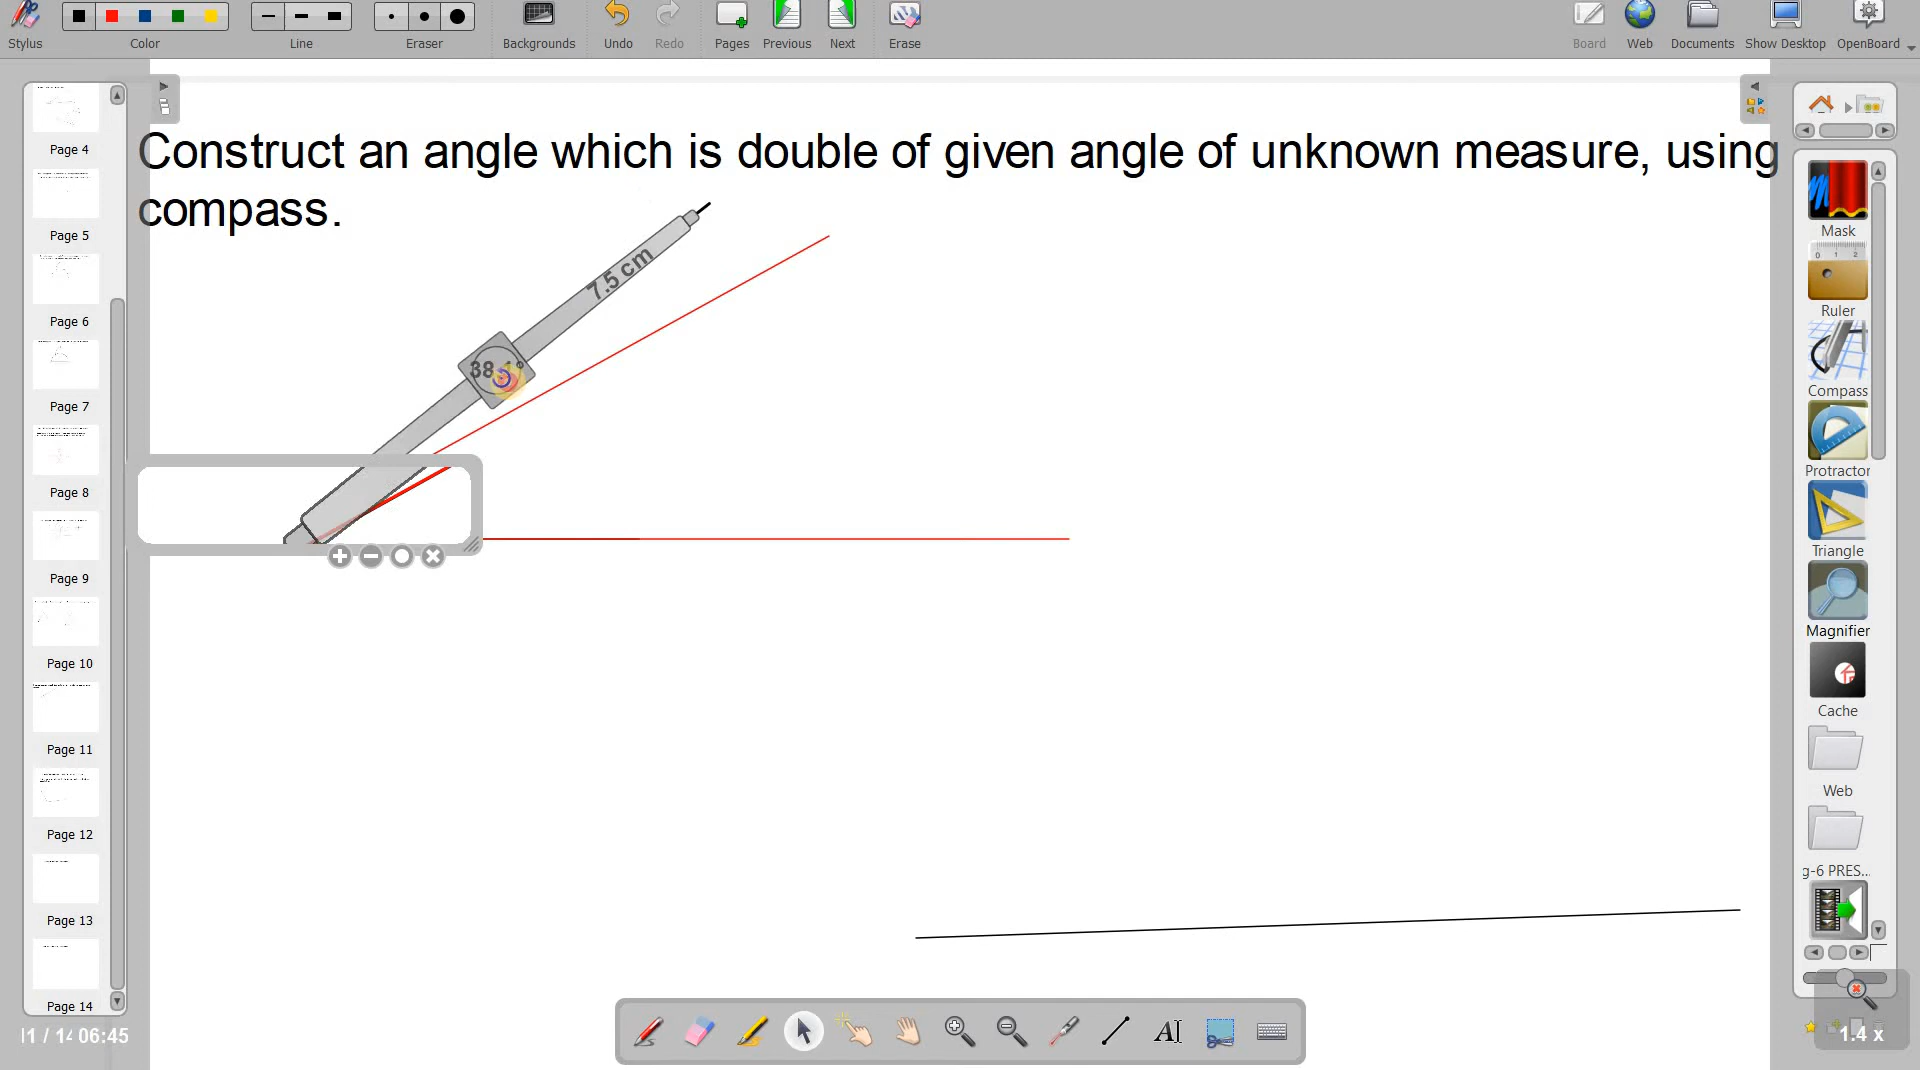 Stylus
Color
Line
Eraser
Backgrounds
Undo
Redo
Pages
Previous
Next
Erase
Board
Web
Documents
Show Desktop
OpenBoard
Construct an angle which is double of given angle of unknown measure, using
compass.
7.5 cm
Page 4
Page 5
Page 6
Page 7
Page 8
Page 9
Page 10
Page 11
Page 12
Page 13
Page 14
06:45
Mask
Ruler
Compass
Protractor
Triangle
Magnifier
Cache
Web
g-6 PRES...
1.4 x